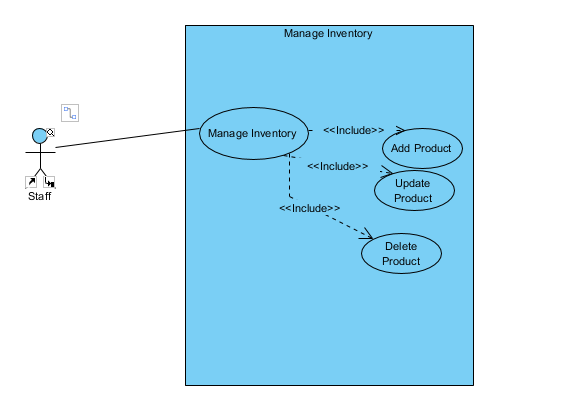 Manage Inventory
Manage Inventory
<<Include>>
Add Product
<<Include>>
Update
Product
Staff
<<Include>>
Delete
Product